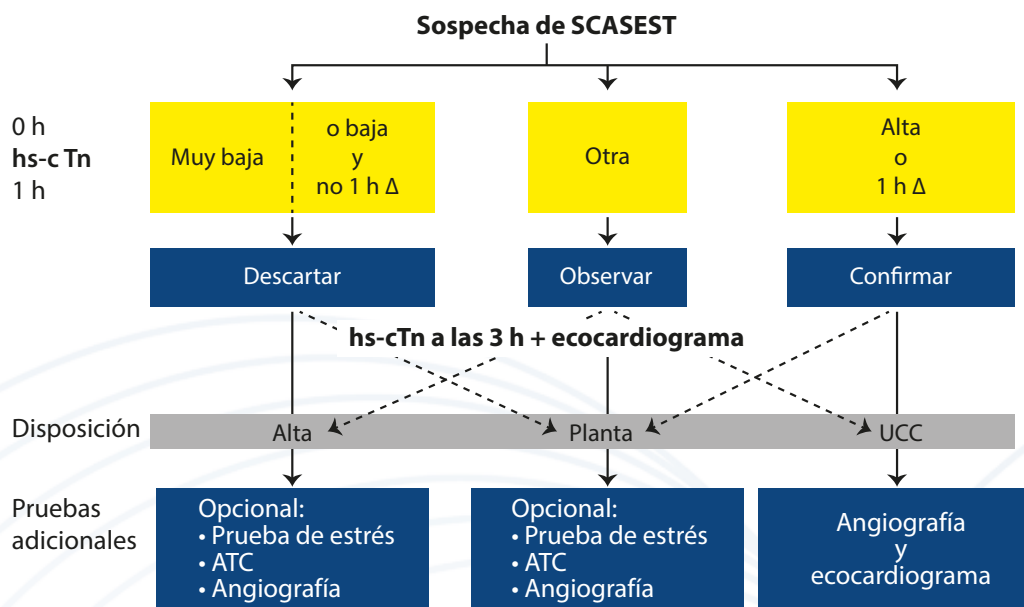 Sospecha de SCASEST
0 h
hs-c Tn
1 h
Muy baja
o baja
y
no 1 h Δ
Otra
Alta
o
1 h Δ
Descartar
Observar
Confirmar
hs-cTn a las 3 h + ecocardiograma
Disposición
Alta
Planta
UCC
Pruebas
adicionales
Opcional:
• Prueba de estrés
• ATC
• Angiografía
Opcional:
• Prueba de estrés
• ATC
• Angiografía
Angiografía
y
ecocardiograma